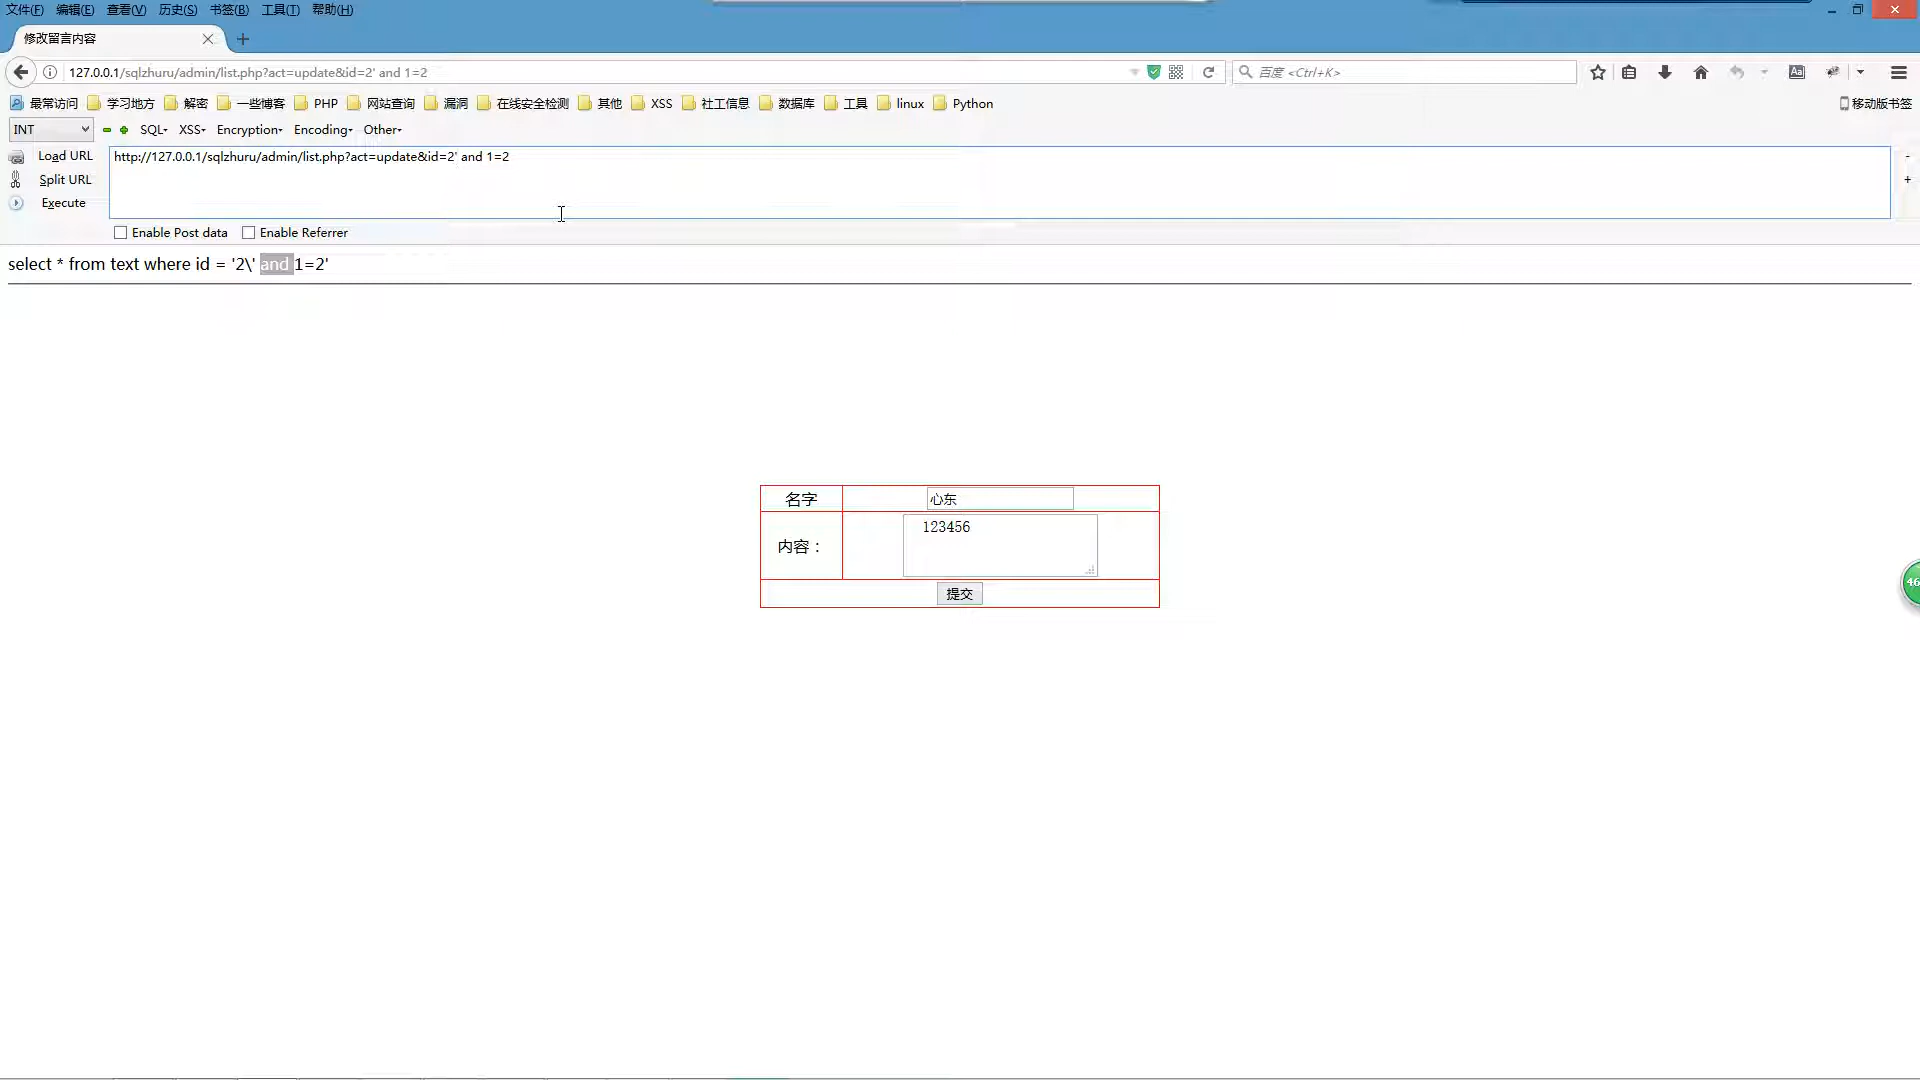 文件(F) 编辑(E) 查看(V) 历史(S) 书签(B) 工具(T) 帮助(H)
修改留言内容
127.0.0.1/sqlzhuru/admin/list.php?act=update&id=2' and 1=2
百度 <Ctrl+K>
最常访问 学习地方 解密 一些博客 PHP 网站查询 漏洞 在线安全检测 其他 XSS 社工信息 数据库 工具 linux Python 移动版书签
INT SQL XSS Encryption Encoding Other
Load URL http://127.0.0.1/sqlzhuru/admin/list.php?act=update&id=2' and 1=2
Split URL
Execute
Enable Post data Enable Referrer
select * from text where id = '2\' and 1=2'
名字 心东
内容： 123456
提交
46